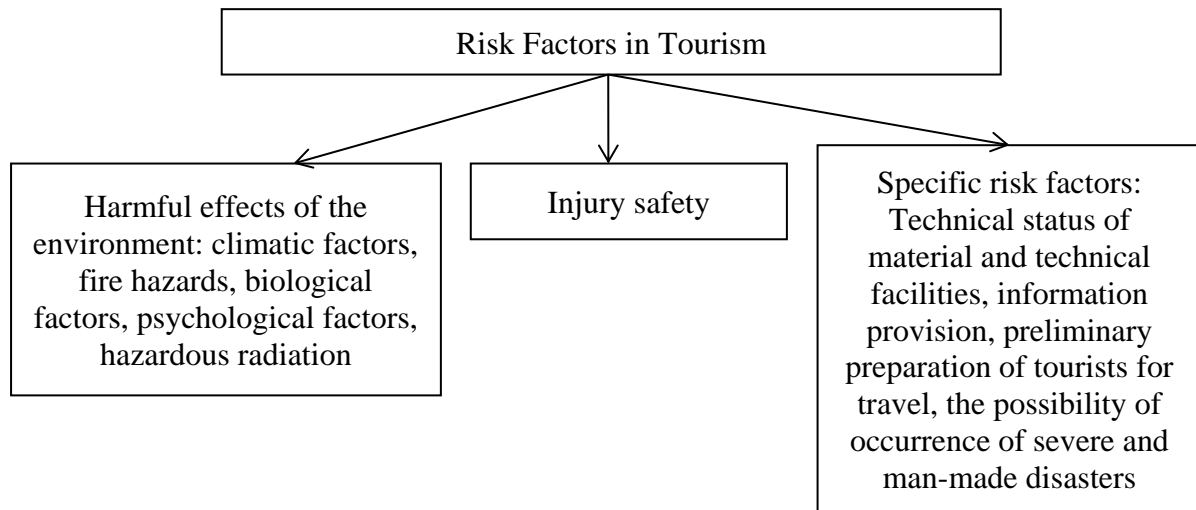 Risk Factors in Tourism
Harmful effects of the
environment: climatic factors,
fire hazards, biological
factors, psychological factors,
hazardous radiation
Injury safety
Specific risk factors:
Technical status of
material and technical
facilities, information
provision, preliminary
preparation of tourists for
travel, the possibility of
occurrence of severe and
man-made disasters